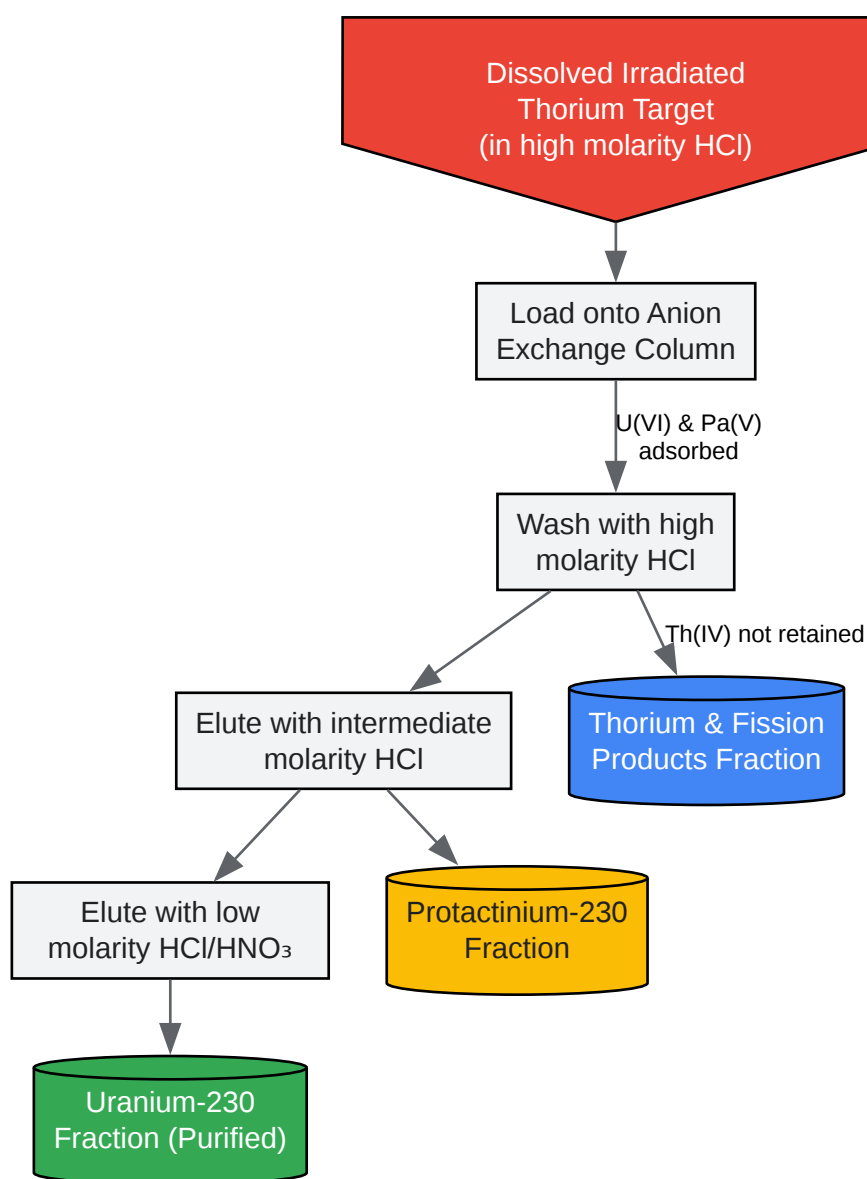 Dissolved Irradiated
Thorium Target
(in high molarity HCl)
Load onto Anion
Exchange Column
U(VI) & Pa(V)
adsorbed
Wash with high
molarity HCl
Th(IV) not retained
Elute with intermediate
molarity HCl
Thorium & Fission
Products Fraction
Elute with low
molarity HCl/HNO₃
Protactinium-230
Fraction
Uranium-230
Fraction (Purified)